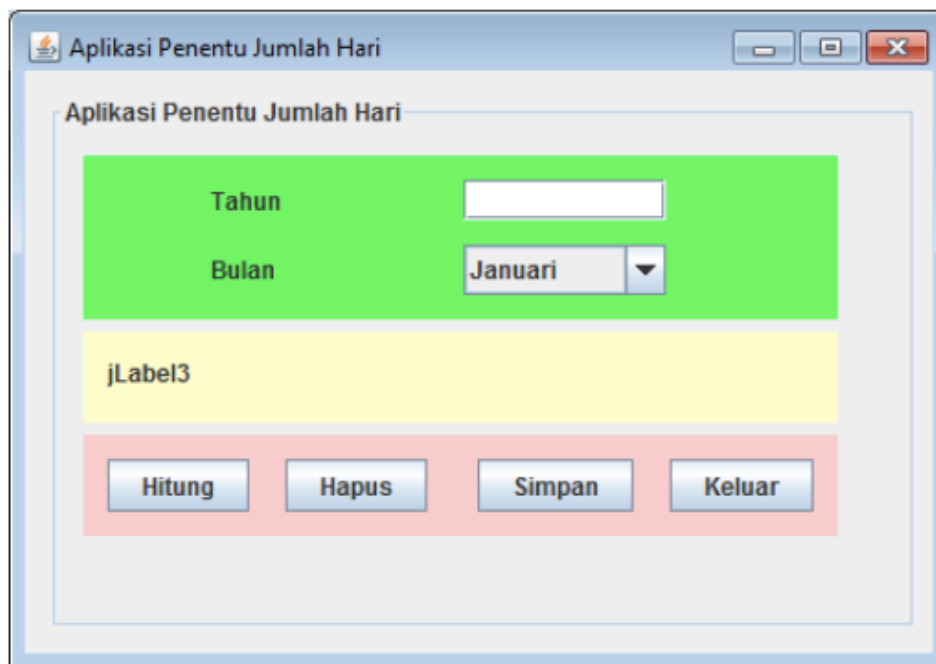 Aplikasi Penentu Jumlah Hari
Aplikasi Penentu Jumlah Hari
Tahun
Bulan Januari
jLabel3
Hitung Hapus Simpan Keluar